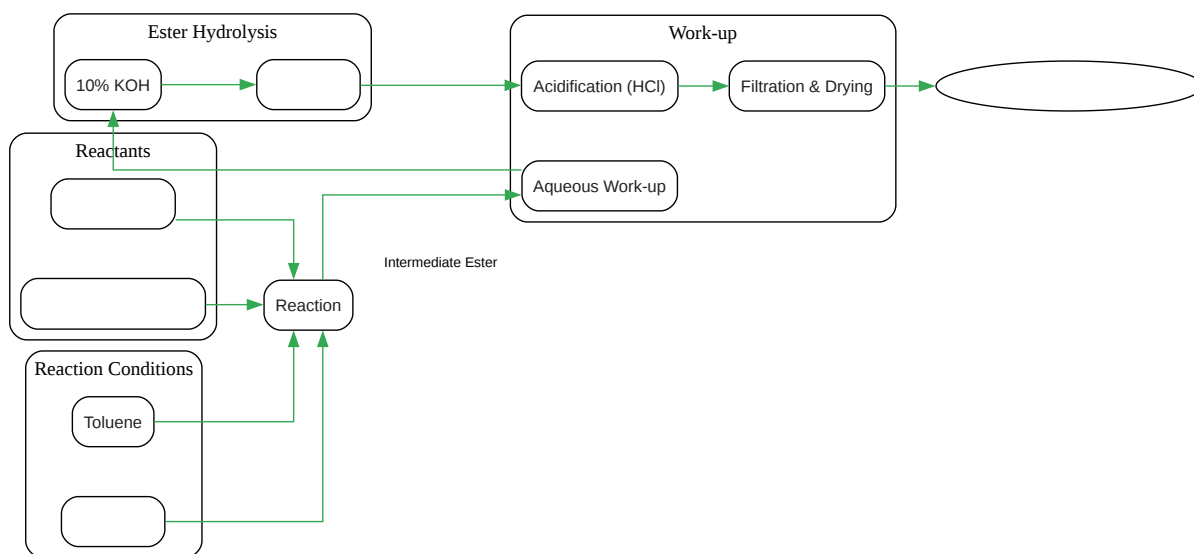 Ester Hydrolysis
10% KOH
Work-up
Acidification (HCl)
Filtration & Drying
Aqueous Work-up
Reactants
Intermediate Ester
Reaction
Reaction Conditions
Toluene